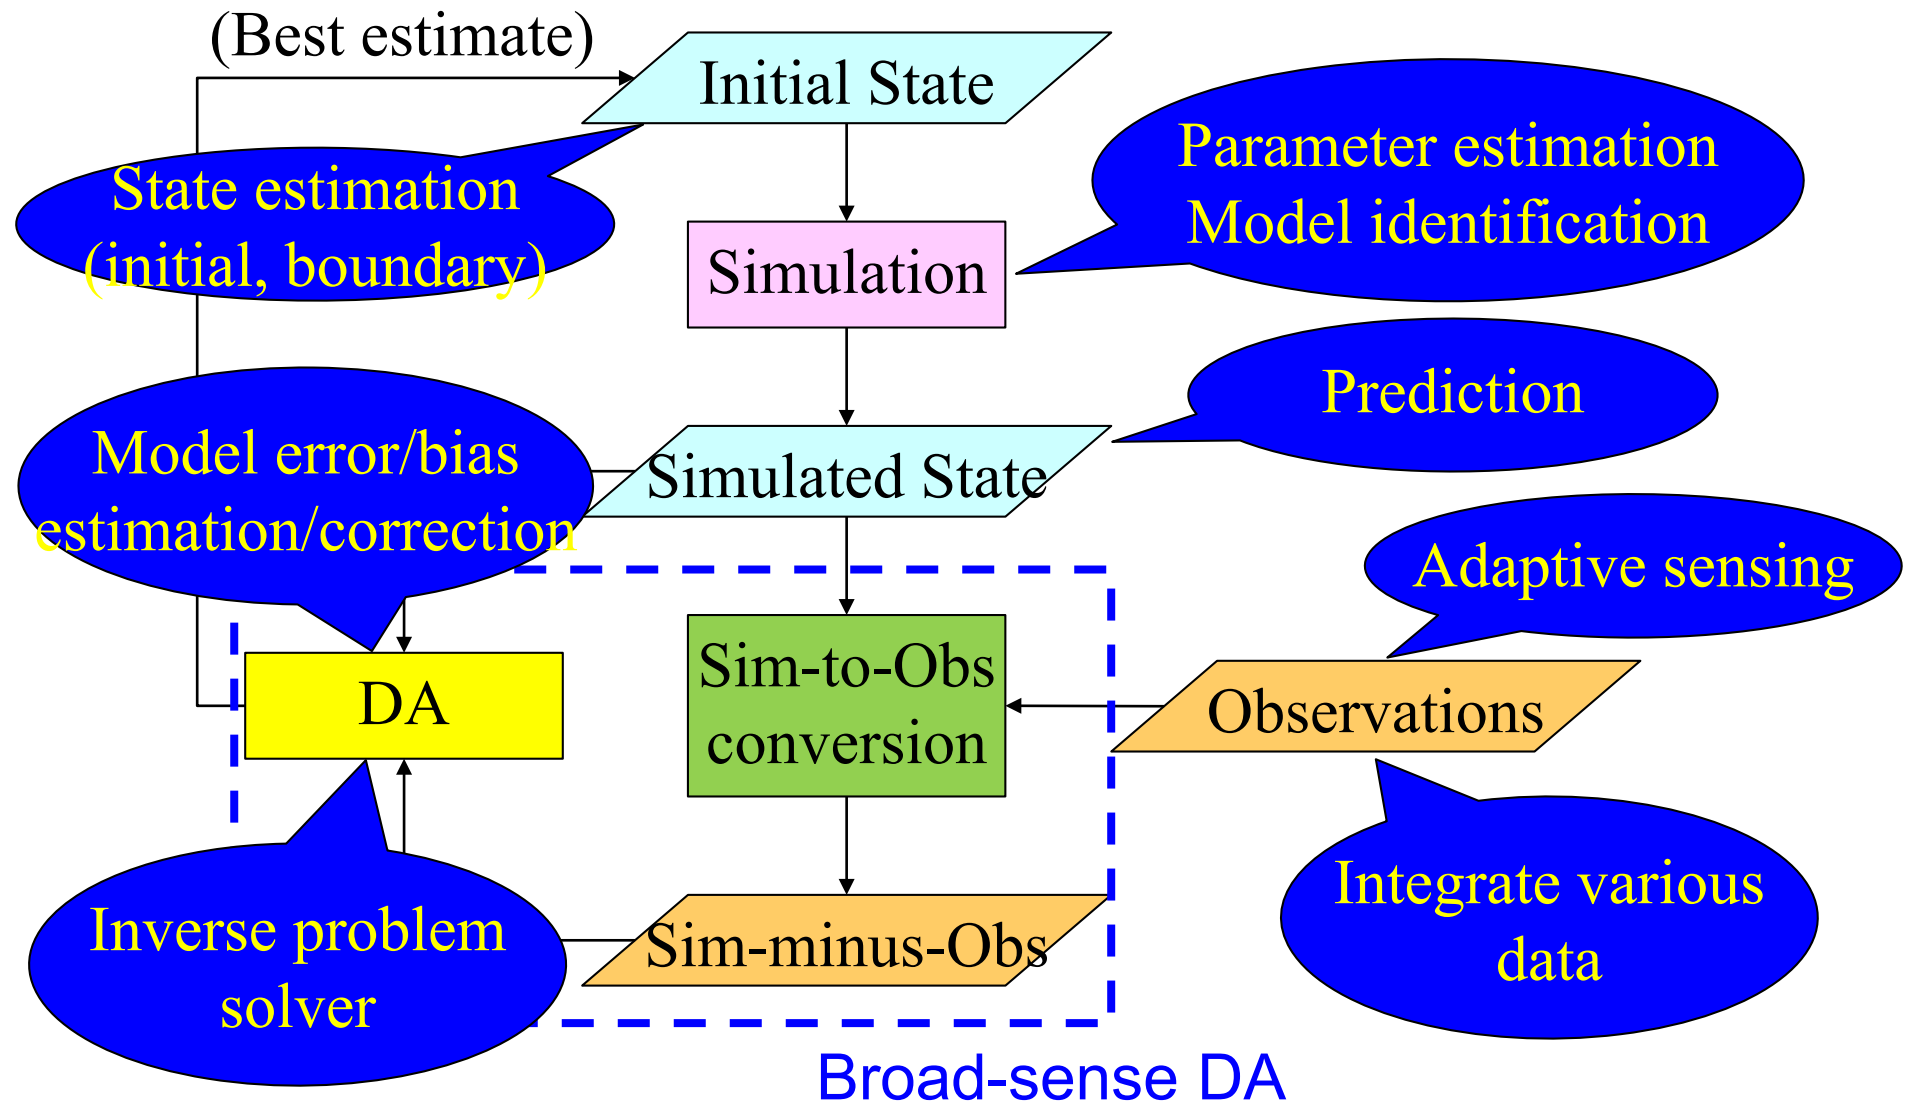 (Best estimate)
Initial State
Parameter estimation
Model identification
State estimation
(initial, boundary)
Simulation
Prediction
Model error/bias
estimation/correction
Simulated State
Adaptive sensing
Sim-to-Obs
conversion
DA
Observations
Integrate various
data
Inverse problem
solver
Sim-minus-Obs
Broad-sense DA